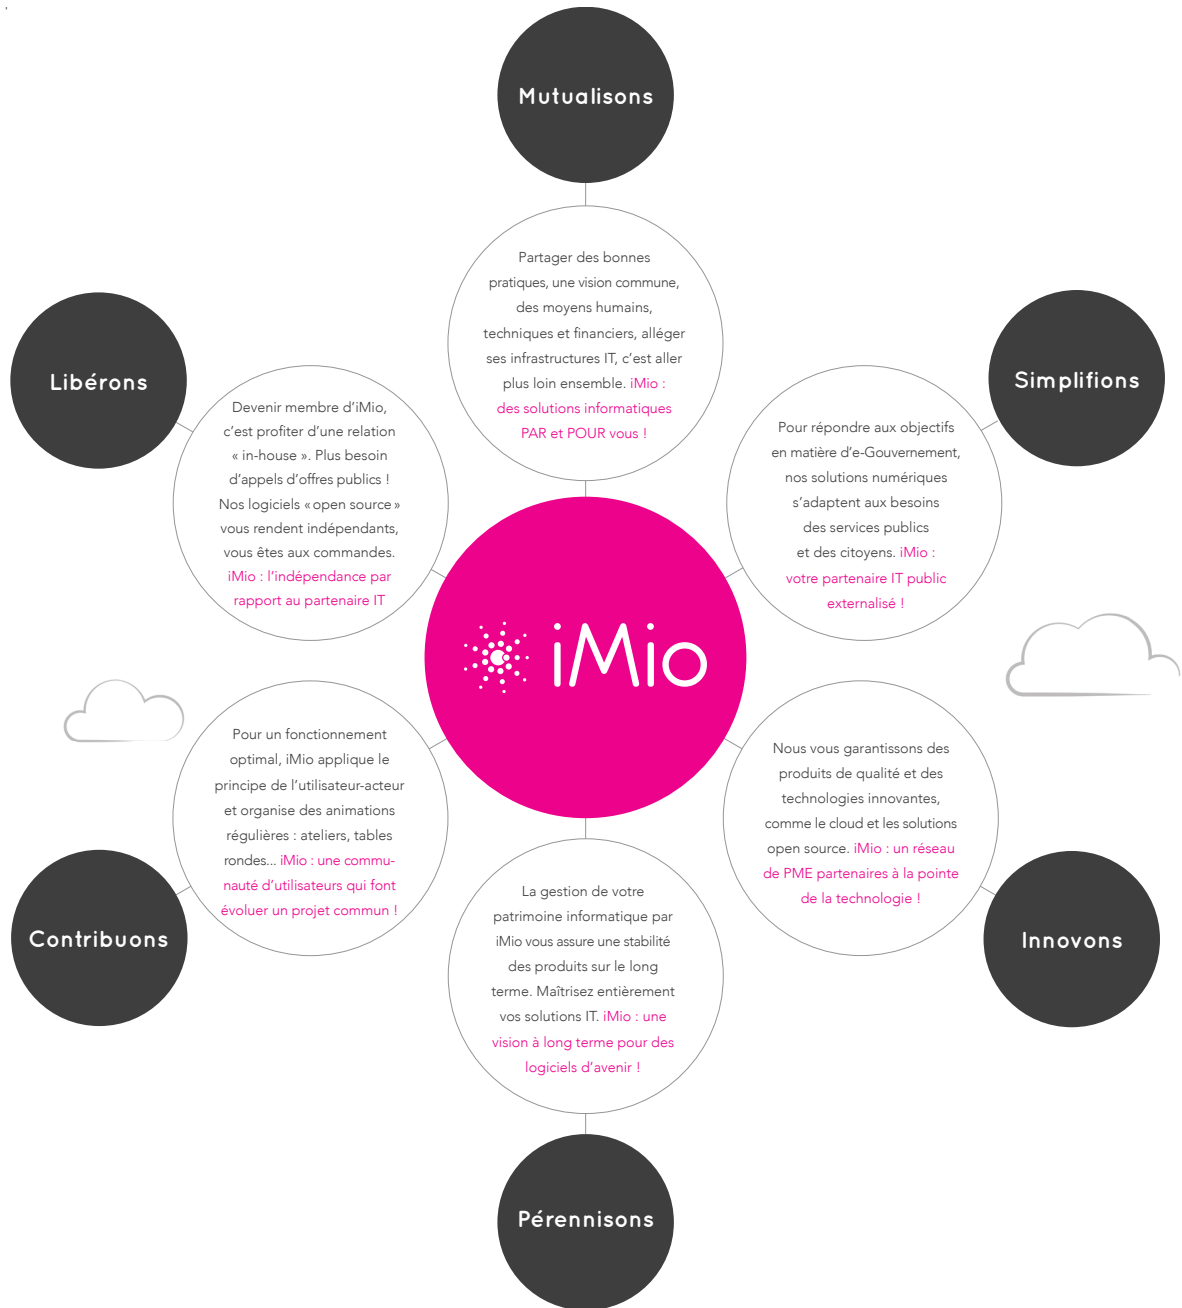 Mutualisons
Partager des bonnes
pratiques, une vision commune,
des moyens humains,
techniques et financiers, alléger
ses infrastructures IT, c’est aller
plus loin ensemble. iMio :
des solutions informatiques
PAR et POUR vous !
Simplifions
Pour répondre aux objectifs
en matière d’e-Gouvernement,
nos solutions numériques
s’adaptent aux besoins
des services publics
et des citoyens. iMio :
votre partenaire IT public
externalisé !
Libérons
Devenir membre d’iMio,
c’est profiter d’une relation
« in-house ». Plus besoin
d’appels d’offres publics !
Nos logiciels « open source »
vous rendent indépendants,
vous êtes aux commandes.
iMio : l’indépendance par
rapport au partenaire IT
iMio
Pour un fonctionnement
optimal, iMio applique le
principe de l’utilisateur-acteur
et organise des animations
régulières : ateliers, tables
rondes... iMio : une commu-
nauté d’utilisateurs qui font
évoluer un projet commun !
Contribuons
Nous vous garantissons des
produits de qualité et des
technologies innovantes,
comme le cloud et les solutions
open source. iMio : un réseau
de PME partenaires à la pointe
de la technologie !
Innovons
La gestion de votre
patrimoine informatique par
iMio vous assure une stabilité
des produits sur le long
terme. Maîtrisez entièrement
vos solutions IT. iMio : une
vision à long terme pour des
logiciels d’avenir !
Pérennisons